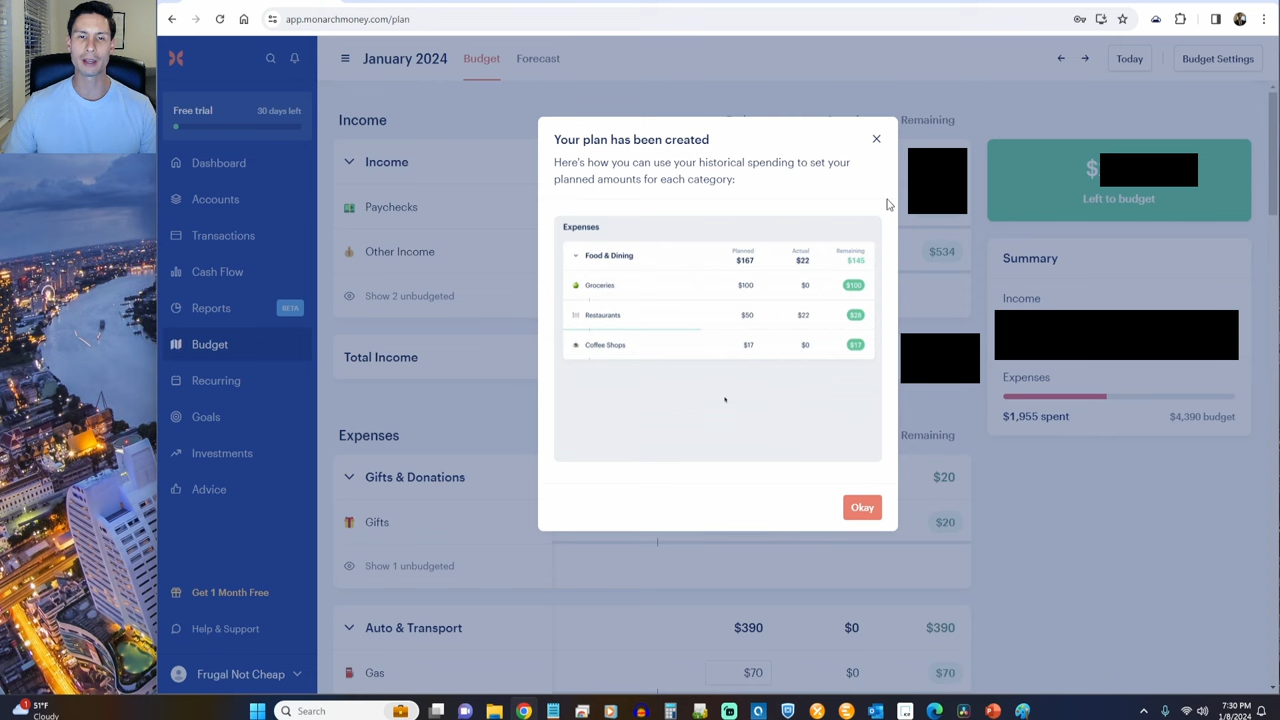 app.monarchmoney.com/plan
January 2024
Budget
Forecast
Today
Budget Settings
Free trial
30 days left
Dashboard
Accounts
Transactions
Cash Flow
Reports
BETA
Budget
Recurring
Goals
Investments
Advice
Get 1 Month Free
Help & Support
Frugal Not Cheap
Income
Remaining
Income
Paychecks
Other Income
$534
Show 2 unbudgeted
Total Income
Expenses
Remaining
Gifts & Donations
$20
Gifts
$20
Show 1 unbudgeted
Auto & Transport
$390
$0
$390
Gas
$70
$0
$70
Your plan has been created
Here's how you can use your historical spending to set your
planned amounts for each category:
Expenses
Planned
Actual
Remaining
Food & Dining
$167
$22
$145
Groceries
$100
$0
$100
Restaurants
$50
$22
$28
Coffee Shops
$17
$0
$17
Okay
$
Left to budget
Summary
Income
Expenses
$1,955 spent
$4,390 budget
1
51°F
Cloudy
Search
7:30 PM
1/8/2024